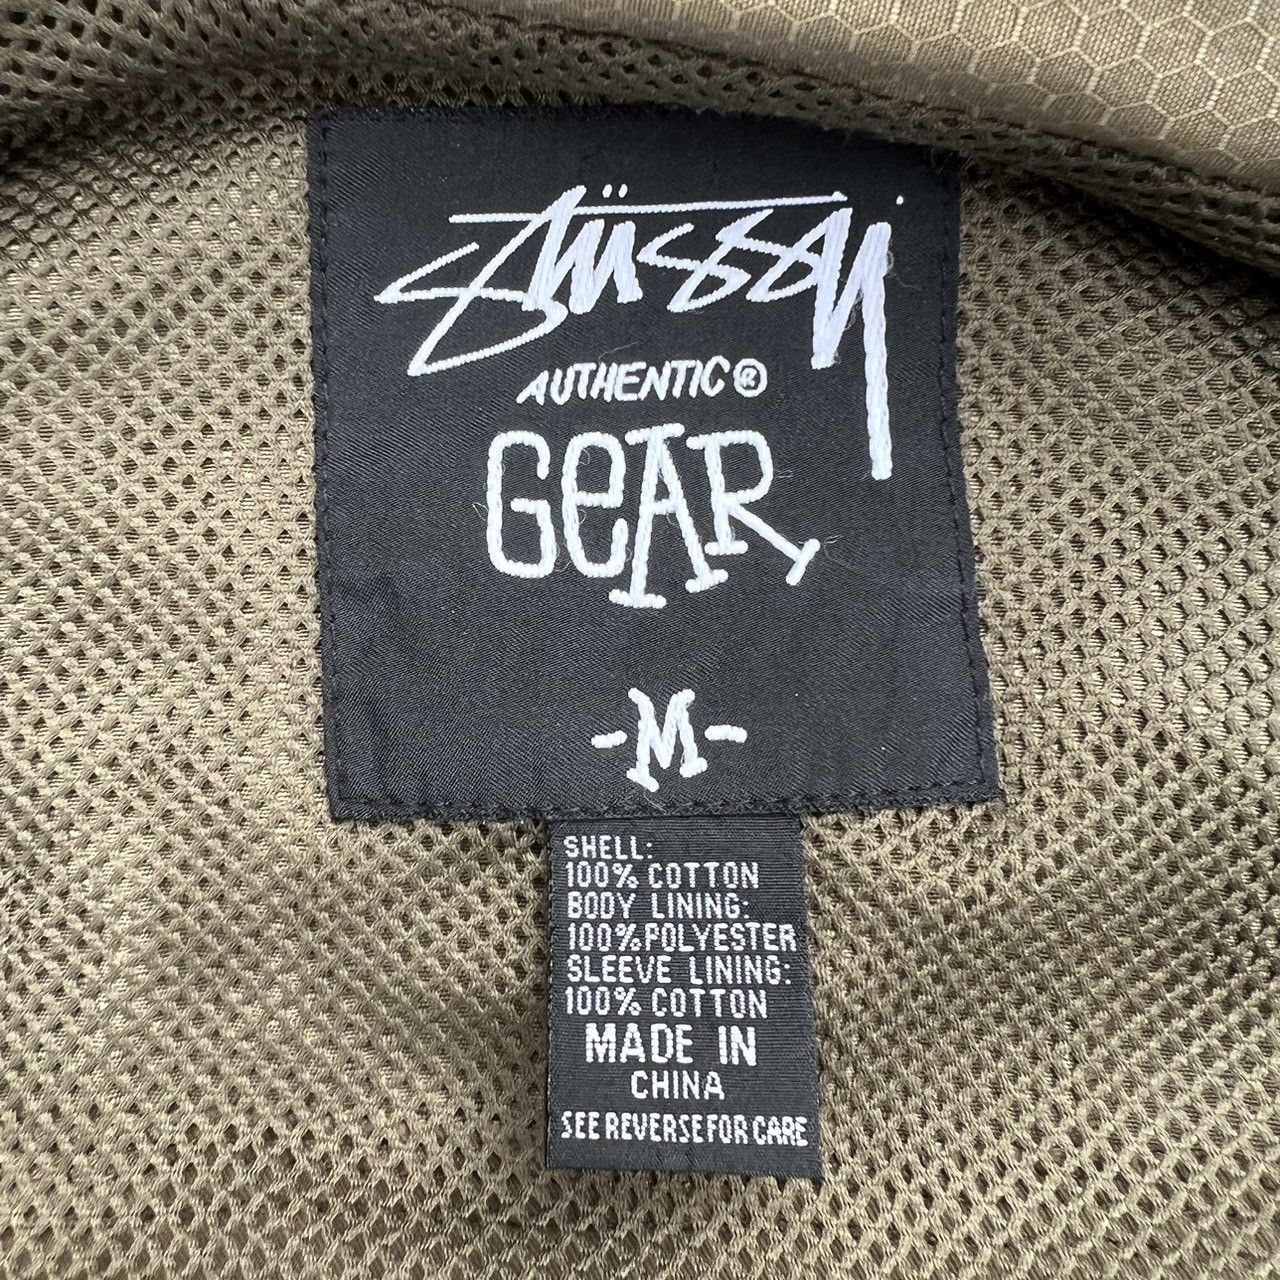 Stüssy
AUTHENTIC®
GeAR
-M-
SHELL:
100% COTTON
BODY LINING:
100%POLYESTER
SLEEVE LINING:
100% COTTON
MADE IN
CHINA
SEE REVERSE FOR CARE